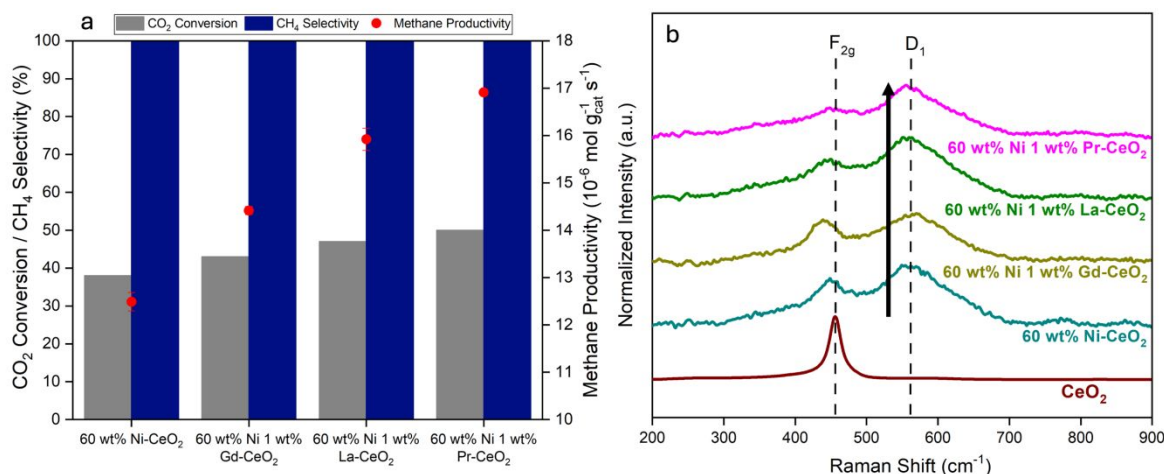 a
CO₂ Conversion CH₄ Selectivity Methane Productivity
100
90
80
70
60
50
40
30
20
10
0
CO₂ Conversion / CH₄ Selectivity (%)
18
17
16
15
14
13
12
11
10
Methane Productivity (10⁻⁶ mol g⁻¹cat s⁻¹)
60 wt% Ni-CeO₂ 60 wt% Ni 1 wt% 60 wt% Ni 1 wt% 60 wt% Ni 1 wt%
Gd-CeO₂ La-CeO₂ Pr-CeO₂
b
F2g D₁
60 wt% Ni 1 wt% Pr-CeO₂
60 wt% Ni 1 wt% La-CeO₂
60 wt% Ni 1 wt% Gd-CeO₂
60 wt% Ni-CeO₂
CeO₂
Normalized Intensity (a.u.)
200 300 400 500 600 700 800 900
Raman Shift (cm⁻¹)